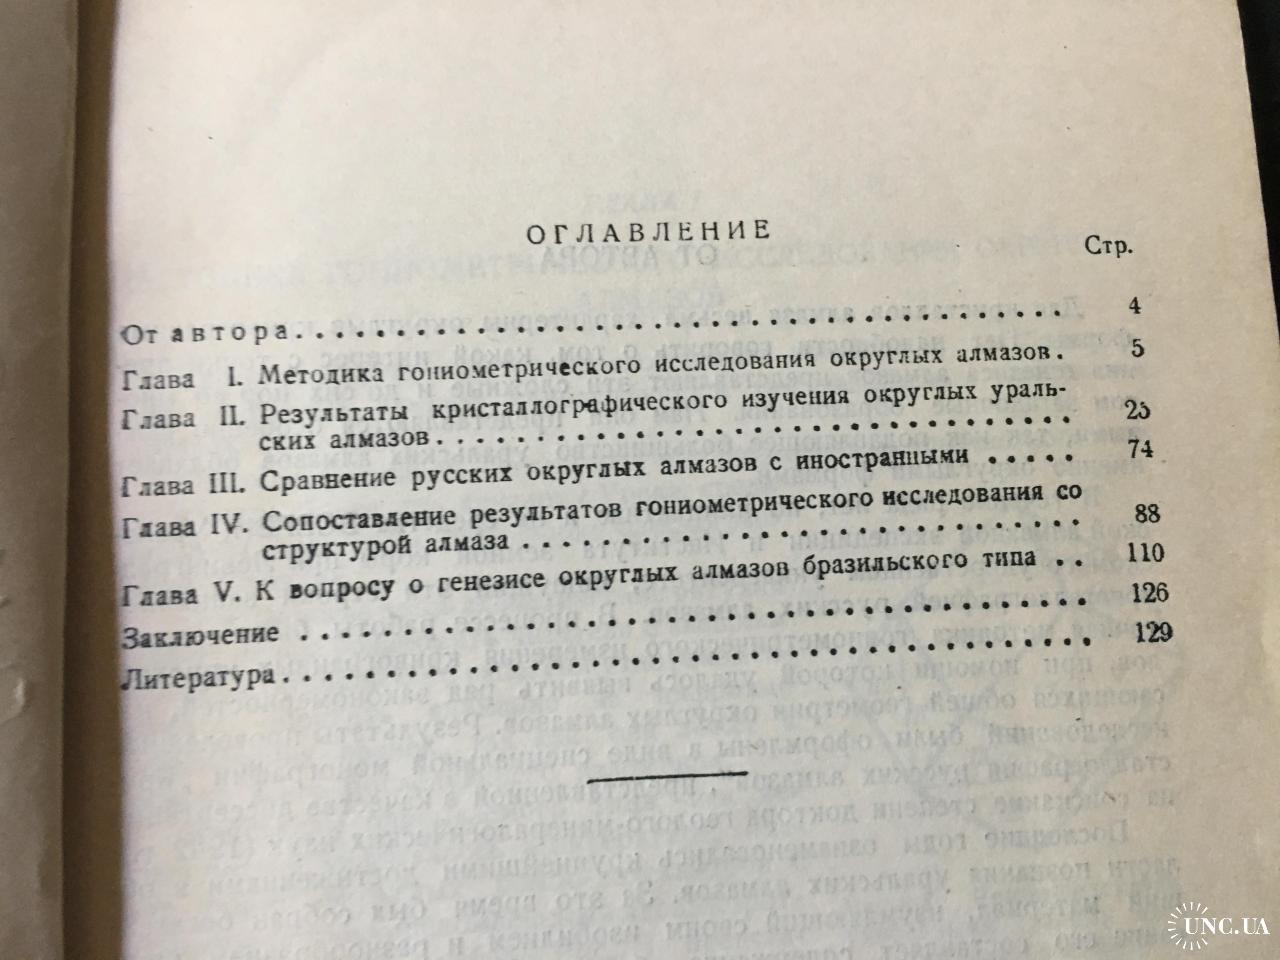 ОГЛАВЛЕНИЕ
Стр.
От автора. . . . . . . . . . . . . . . . . . . . . . . . . . . . . . . 4
Глава I. Методика гониометрического исследования округлых алмазов. 5
Глава II. Результаты кристаллографического изучения округлых ураль-
ских алмазов. . . . . . . . . . . . . . . . . . . . . . . . . . . . 25
Глава III. Сравнение русских округлых алмазов с иностранными . . . . . 74
Глава IV. Сопоставление результатов гониометрического исследования со
структурой алмаза . . . . . . . . . . . . . . . . . . . . . . . . . 88
Глава V. К вопросу о генезисе округлых алмазов бразильского типа . . 110
Заключение . . . . . . . . . . . . . . . . . . . . . . . . . . . . . . 126
Литература. . . . . . . . . . . . . . . . . . . . . . . . . . . . . . . 129
UNC.UA